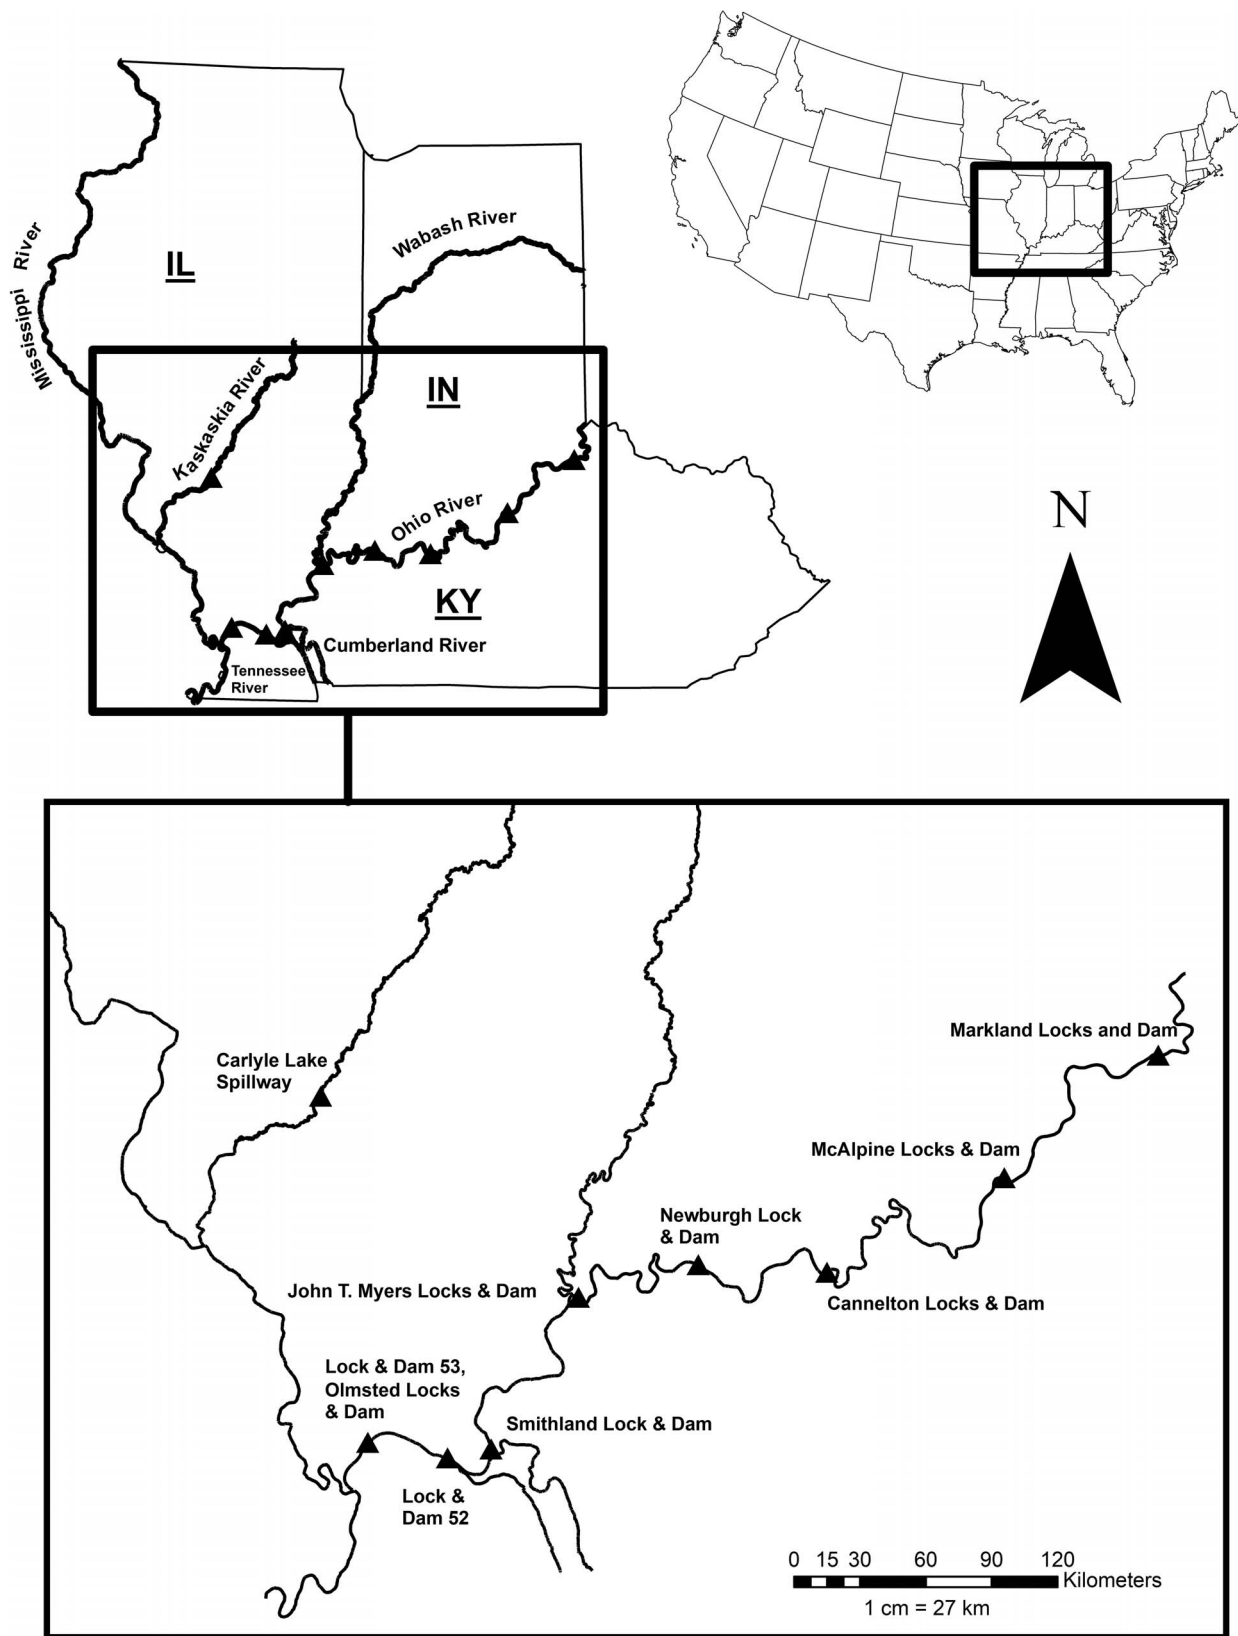 Mississippi River
IL
Wabash River
Kaskaskia River
IN
Ohio River
KY
Cumberland River
Tennessee
River
N
Carlyle Lake
Spillway
Markland Locks and Dam
McAlpine Locks & Dam
Newburgh Lock
& Dam
John T. Myers Locks & Dam
Cannelton Locks & Dam
Lock & Dam 53,
Olmsted Locks
& Dam
Smithland Lock & Dam
Lock &
Dam 52
0 15 30 60 90 120
Kilometers
1 cm = 27 km